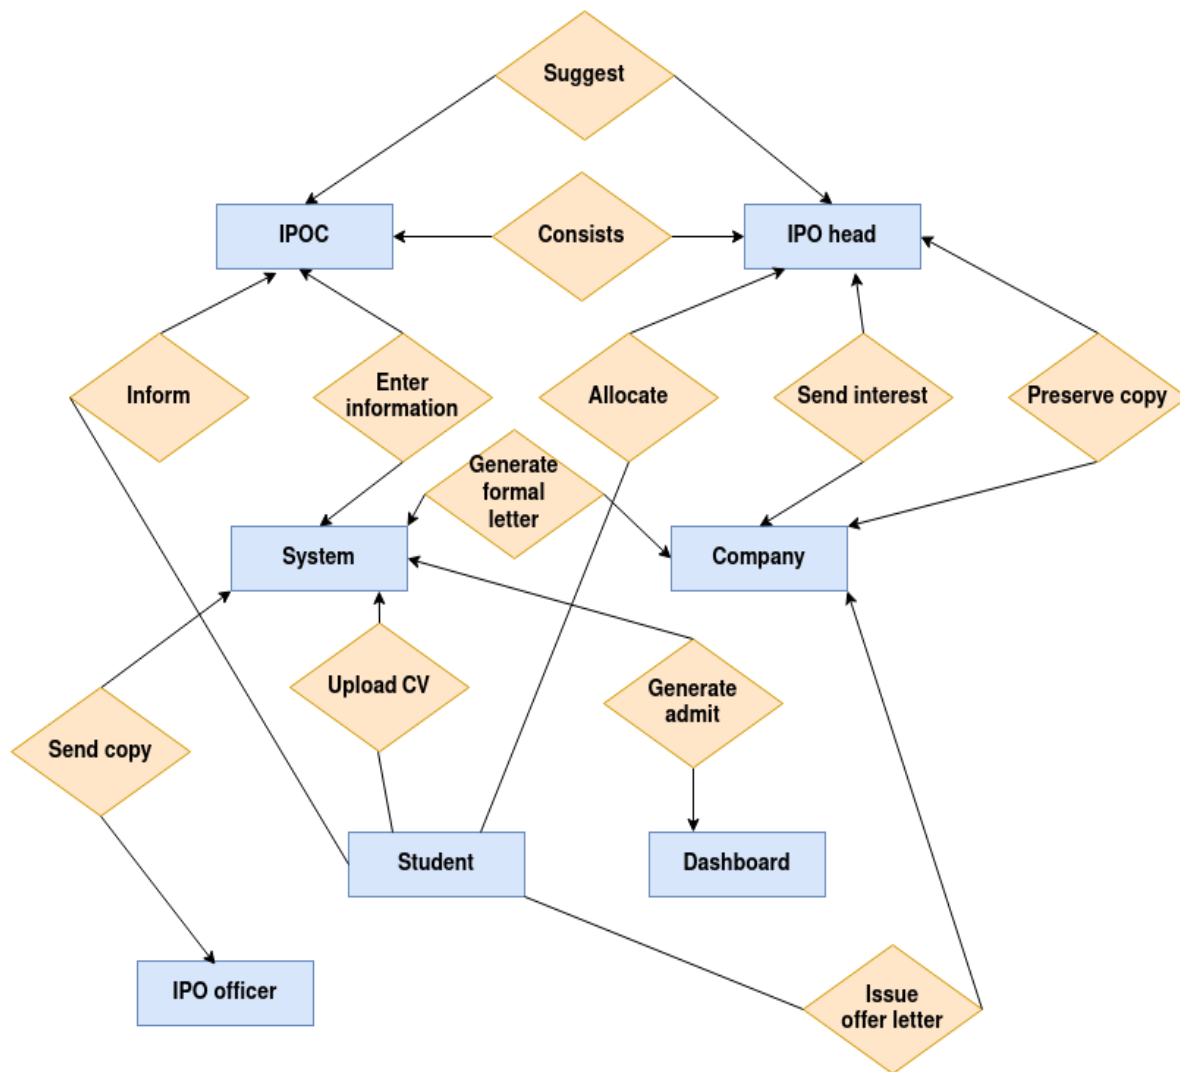 Suggest
IPOC
Consists
IPO head
Inform
Enter
information
Allocate
Send interest
Preserve copy
Generate
formal
letter
System
Company
Upload CV
Generate
admit
Send copy
Student
Dashboard
IPO officer
Issue
offer letter